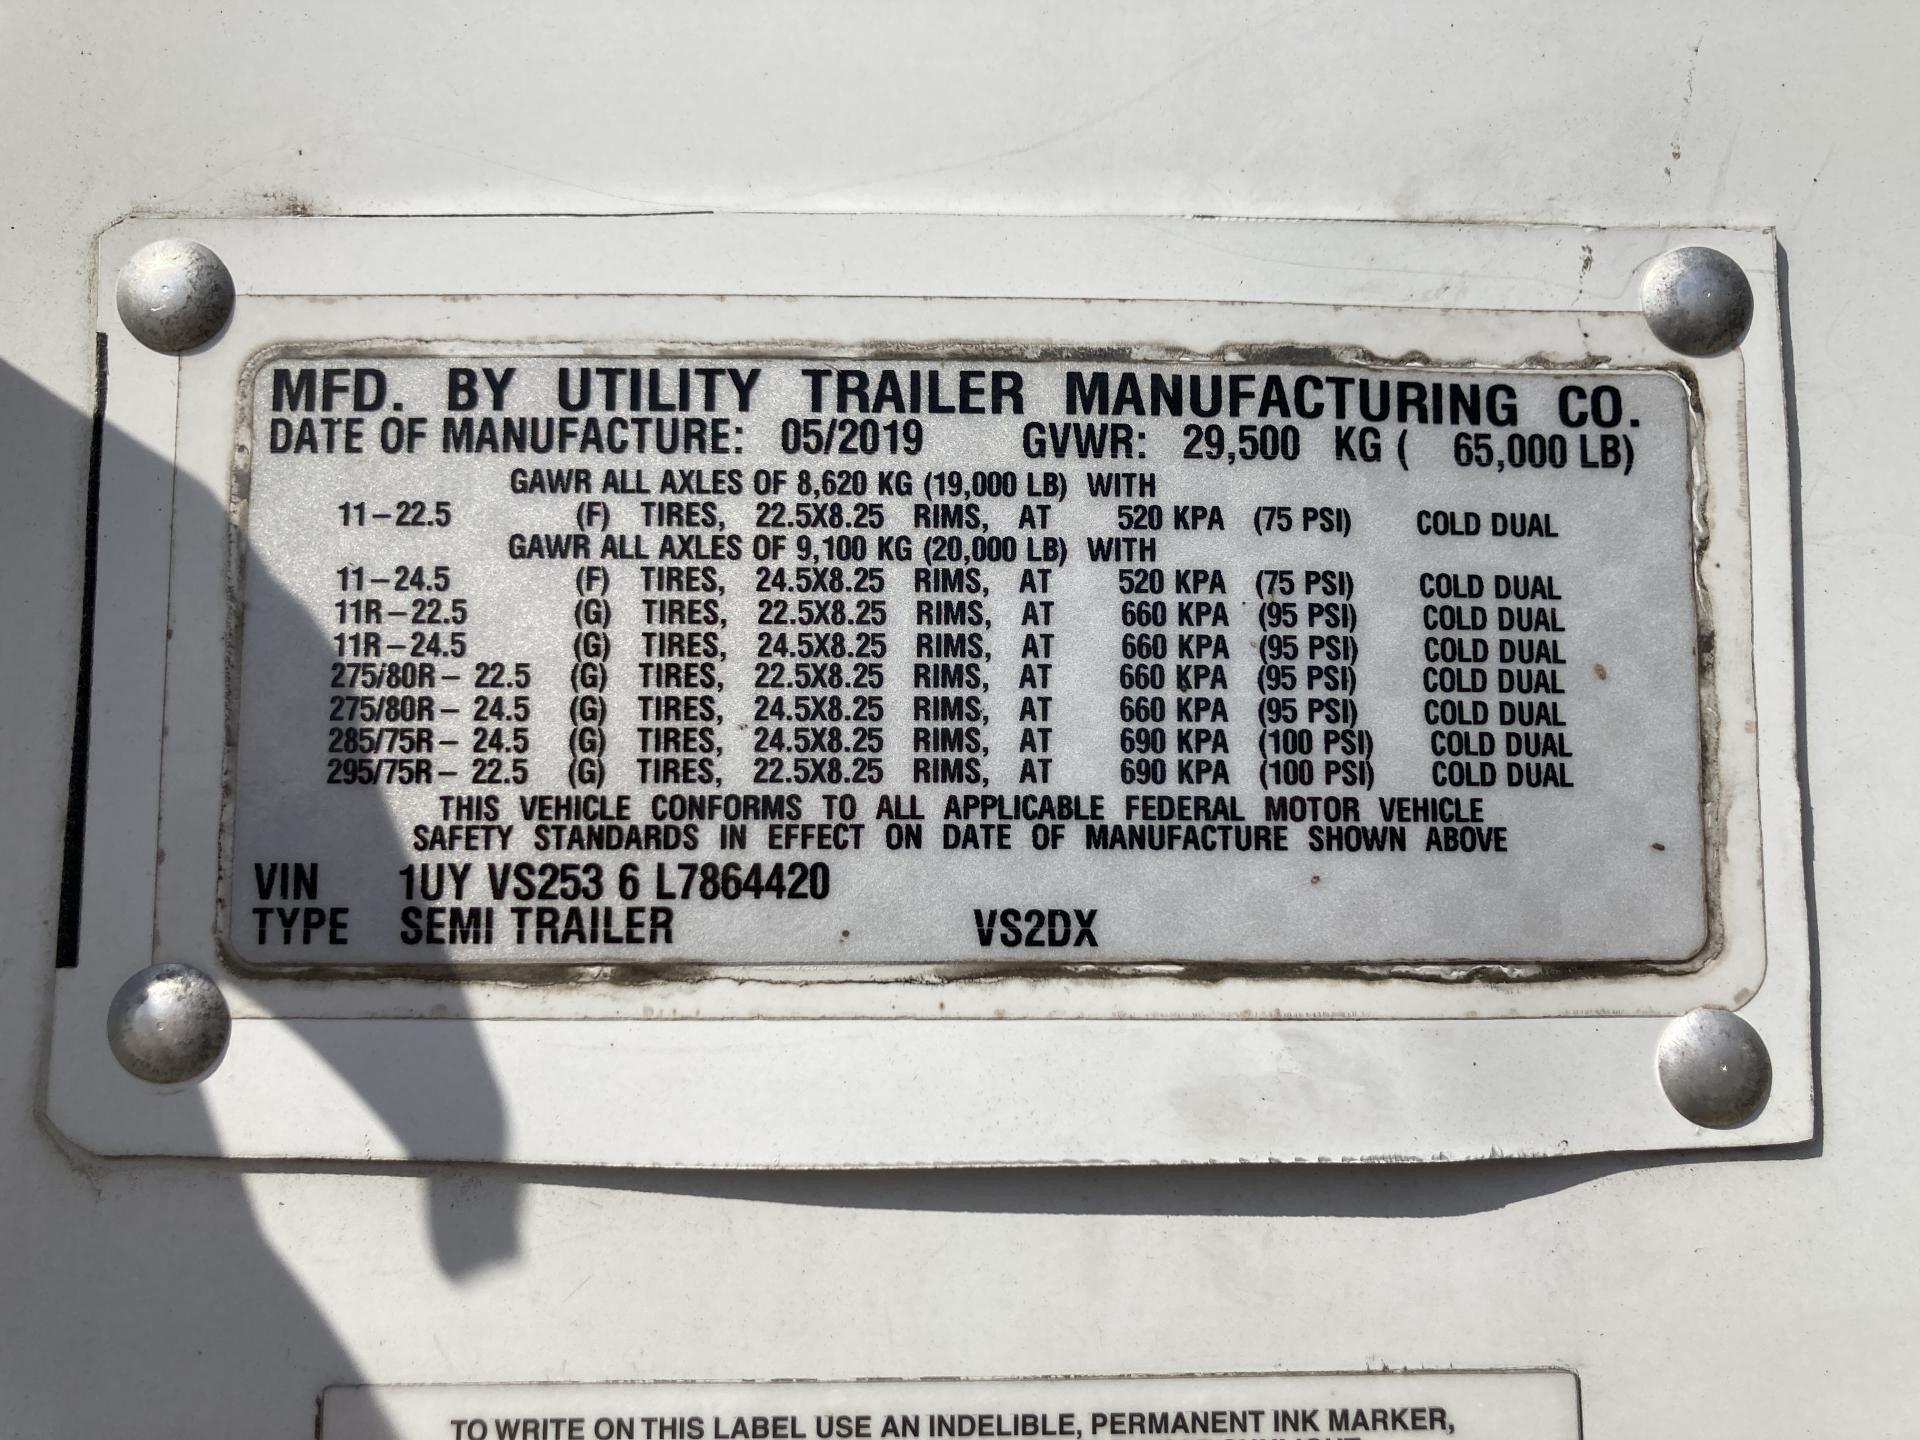 MFD. BY UTILITY TRAILER MANUFACTURING CO.
DATE OF MANUFACTURE: 05/2019 GVWR: 29,500 KG ( 65,000 LB)
GAWR ALL AXLES OF 8,620 KG (19,000 LB) WITH
11-22.5 (F) TIRES, 22.5X8.25 RIMS, AT 520 KPA (75 PSI) COLD DUAL
GAWR ALL AXLES OF 9,100 KG (20,000 LB) WITH
11-24.5 (F) TIRES, 24.5X8.25 RIMS, AT 520 KPA (75 PSI) COLD DUAL
11R-22.5 (G) TIRES, 22.5X8.25 RIMS, AT 660 KPA (95 PSI) COLD DUAL
11R-24.5 (G) TIRES, 24.5X8.25 RIMS, AT 660 KPA (95 PSI) COLD DUAL
275/80R- 22.5 (G) TIRES, 22.5X8.25 RIMS, AT 660 KPA (95 PSI) COLD DUAL
275/80R- 24.5 (G) TIRES, 24.5X8.25 RIMS, AT 660 KPA (95 PSI) COLD DUAL
285/75R- 24.5 (G) TIRES, 24.5X8.25 RIMS, AT 690 KPA (100 PSI) COLD DUAL
295/75R- 22.5 (G) TIRES, 22.5X8.25 RIMS, AT 690 KPA (100 PSI) COLD DUAL
THIS VEHICLE CONFORMS TO ALL APPLICABLE FEDERAL MOTOR VEHICLE
SAFETY STANDARDS IN EFFECT ON DATE OF MANUFACTURE SHOWN ABOVE
VIN 1UY VS253 6 L7864420
TYPE SEMI TRAILER VS2DX
TO WRITE ON THIS LABEL USE AN INDELIBLE, PERMANENT INK MARKER,